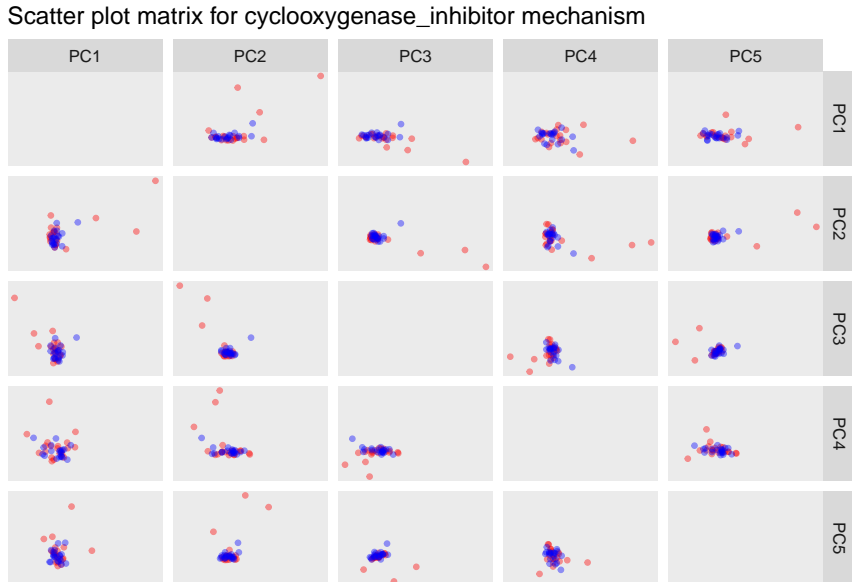 Scatter plot matrix for cyclooxygenase_inhibitor mechanism
PC1 PC2 PC3 PC4 PC5
PC1
PC2
PC3
PC4
PC5